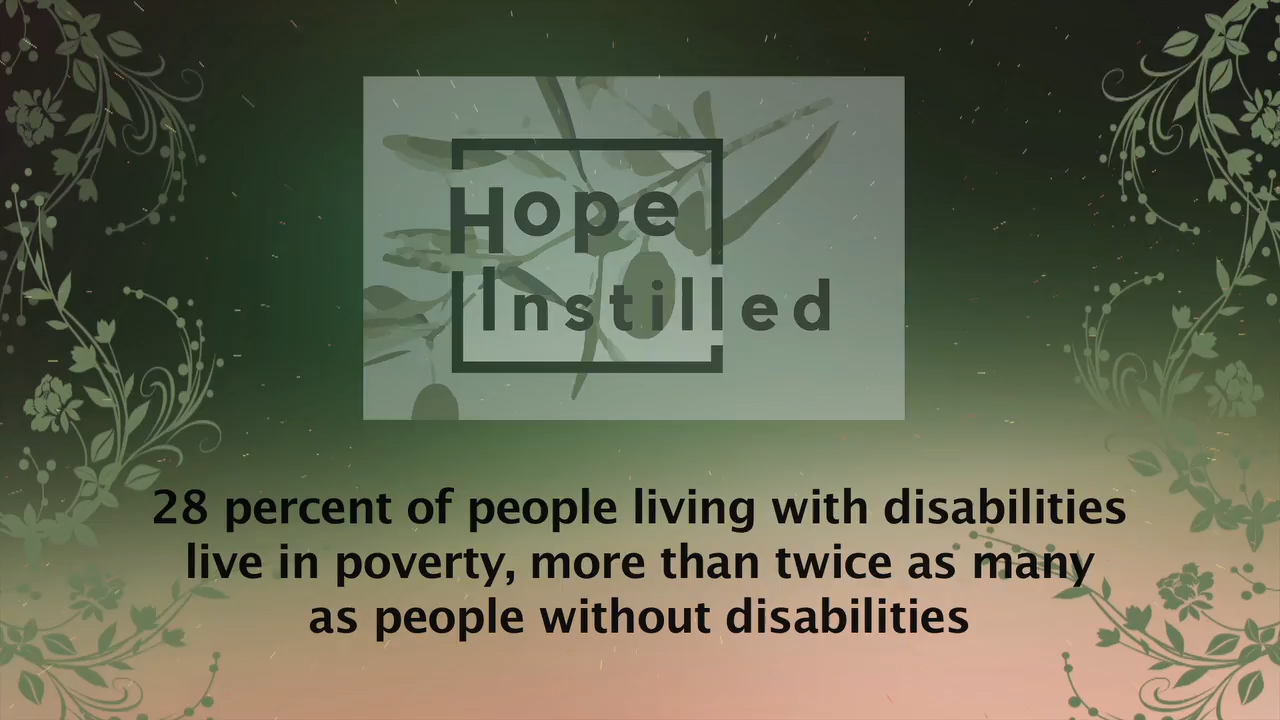 Hope
Instilled
28 percent of people living with disabilities
live in poverty, more than twice as many
as people without disabilities